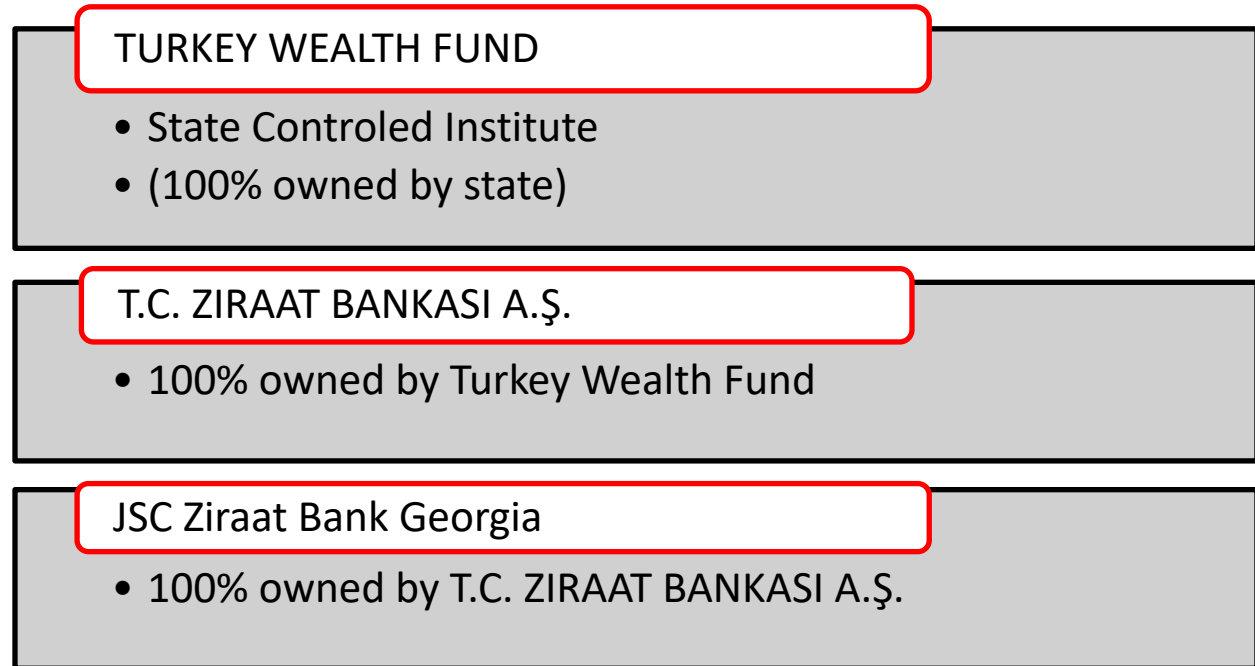 TURKEY WEALTH FUND
• State Controled Institute
• (100% owned by state)
T.C. ZIRAAT BANKASI A.Ş.
• 100% owned by Turkey Wealth Fund
JSC Ziraat Bank Georgia
• 100% owned by T.C. ZIRAAT BANKASI A.Ş.